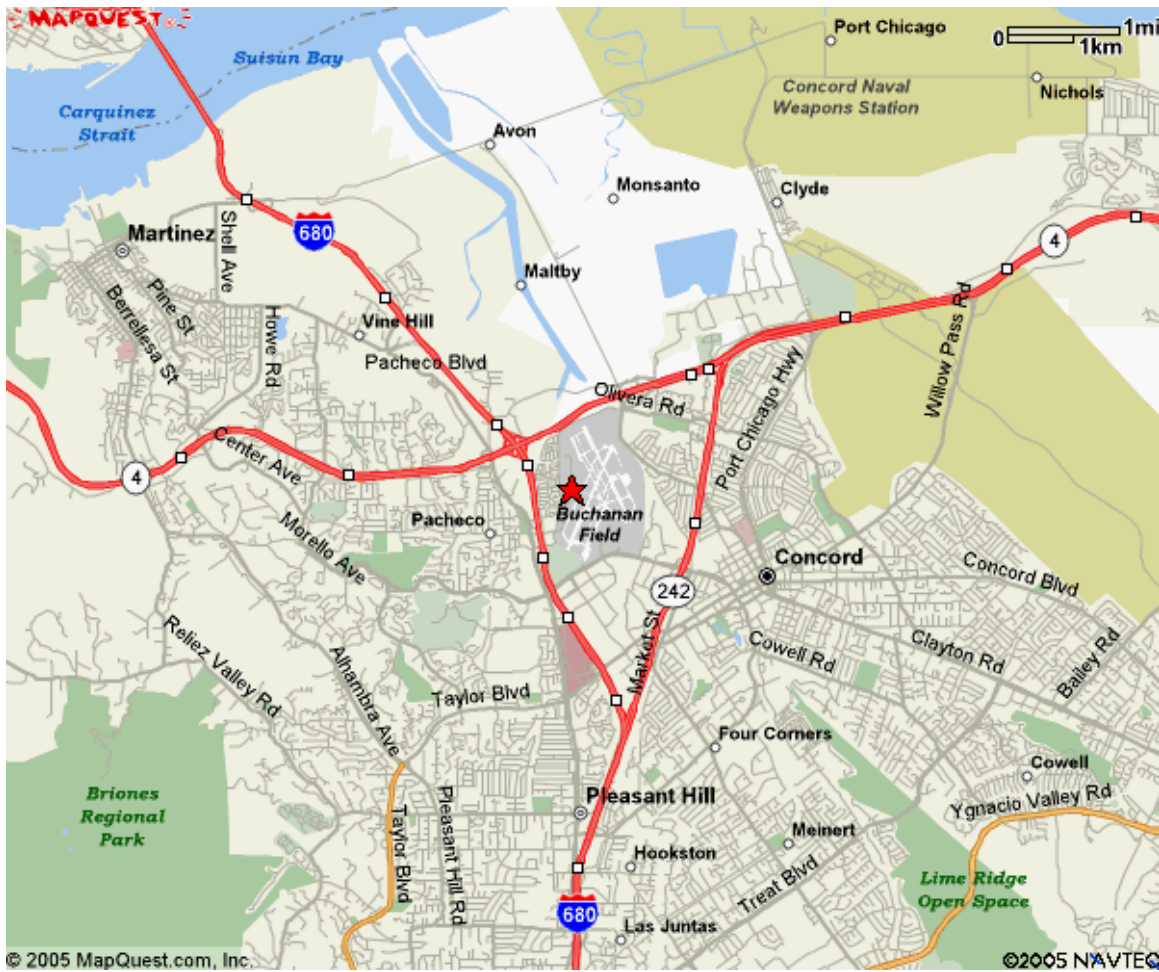 MAPQUEST
Suisun Bay
Port Chicago
0
1mi
1km
Carquinez
Strait
Concord Naval
Weapons Station
Nichols
Avon
Monsanto
Clyde
Shell Ave
680
Martinez
4
Maltby
Pine St
Berrellesa St
Howe Rd
Vine Hill
Pacheco Blvd
Willow Pass Rd
Olivera Rd
Port Chicago Hwy
Center Ave
4
Buchanan
Field
Pacheco
Morello Ave
Concord
242
Concord Blvd
Market St
Cowell Rd
Clayton Rd
Bailey Rd
Reliez Valley Rd
Alhambra Ave
Taylor Blvd
Four Corners
Cowell
Briones
Regional
Park
Pleasant Hill
Ygnacio Valley Rd
Taylor Blvd
Pleasant Hill Rd
Meinert
Hookston
Treat Blvd
Lime Ridge
Open Space
680
Las Juntas
© 2005 MapQuest.com, Inc.
©2005 NAVTEQ